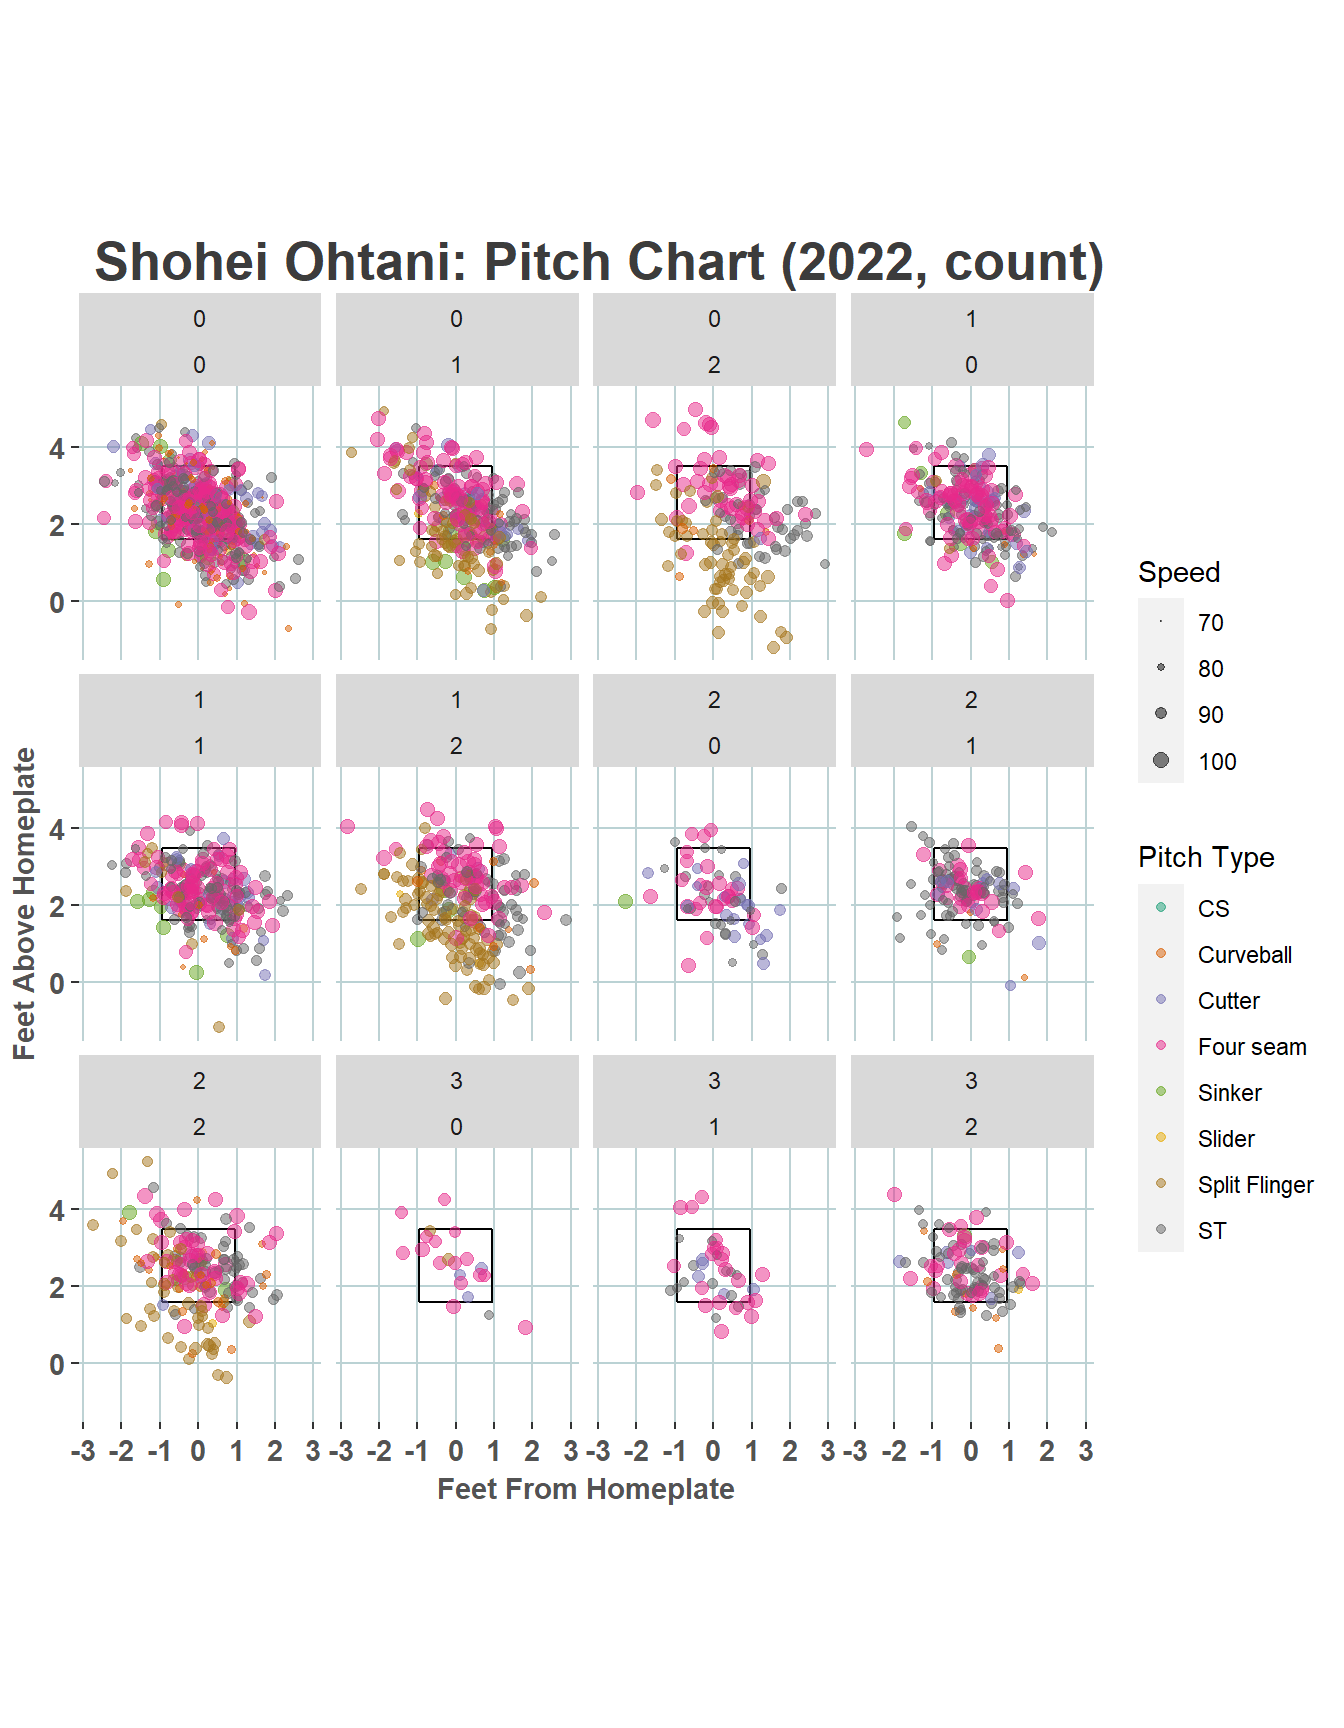 Shohei Ohtani: Pitch Chart (2022, count)
0 0 0 1
0 1 2 0
4
2
0
1 1 2 2
1 2 0 1
4
2
0
2 3 3 3
2 0 1 2
4
2
0
-3 -2 -1 0 1 2 3 -3 -2 -1 0 1 2 3 -3 -2 -1 0 1 2 3 -3 -2 -1 0 1 2 3
Feet From Homeplate
Feet Above Homeplate
Speed
70
80
90
100
Pitch Type
CS
Curveball
Cutter
Four seam
Sinker
Slider
Split Flinger
ST